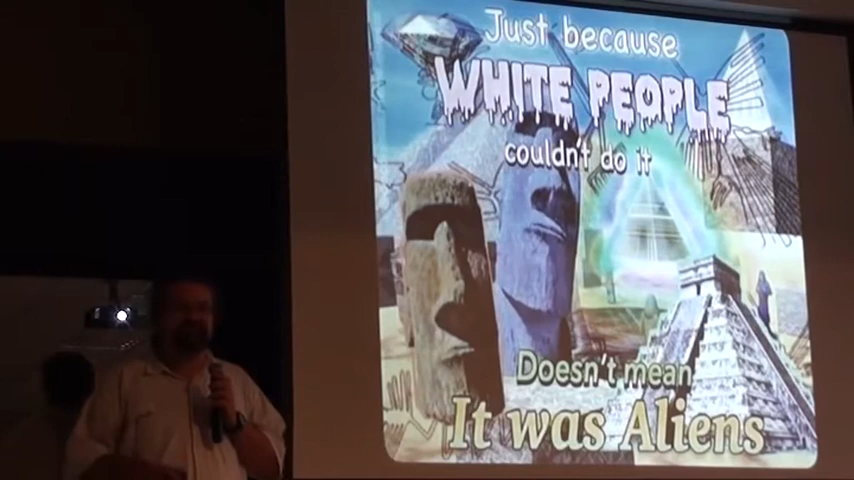 Just because
WHITE PEOPLE
couldn't do it
Doesn't mean
It was Aliens